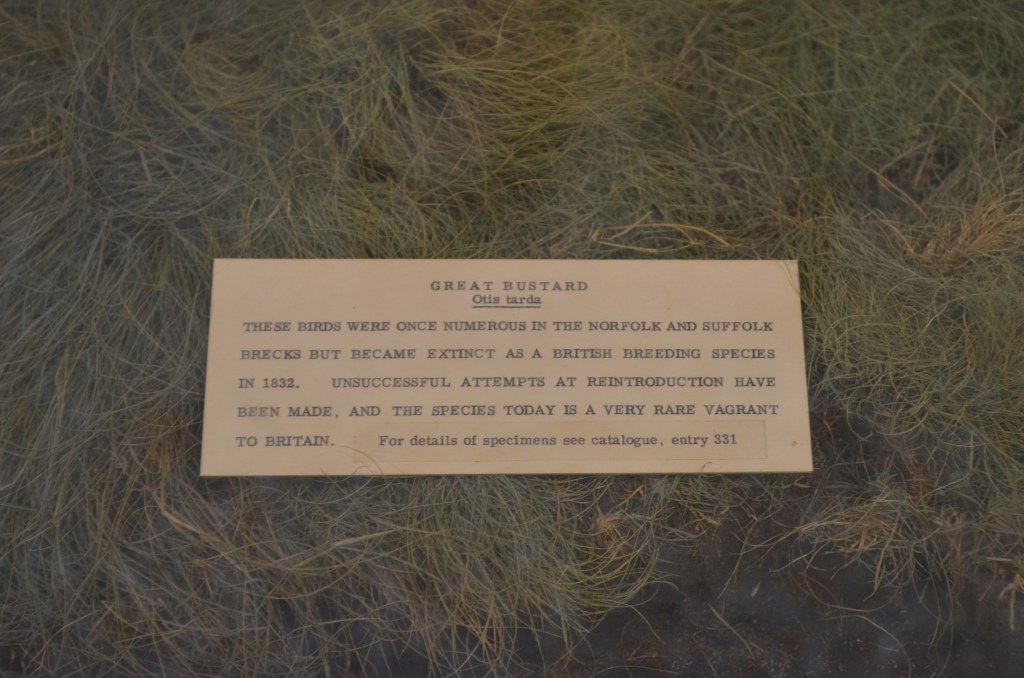 GREAT BUSTARD
Otis tarda
THESE BIRDS WERE ONCE NUMEROUS IN THE NORFOLK AND SUFFOLK
BRECKS BUT BECAME EXTINCT AS A BRITISH BREEDING SPECIES
IN 1832. UNSUCCESSFUL ATTEMPTS AT REINTRODUCTION HAVE
BEEN MADE, AND THE SPECIES TODAY IS A VERY RARE VAGRANT
TO BRITAIN. For details of specimens see catalogue, entry 331